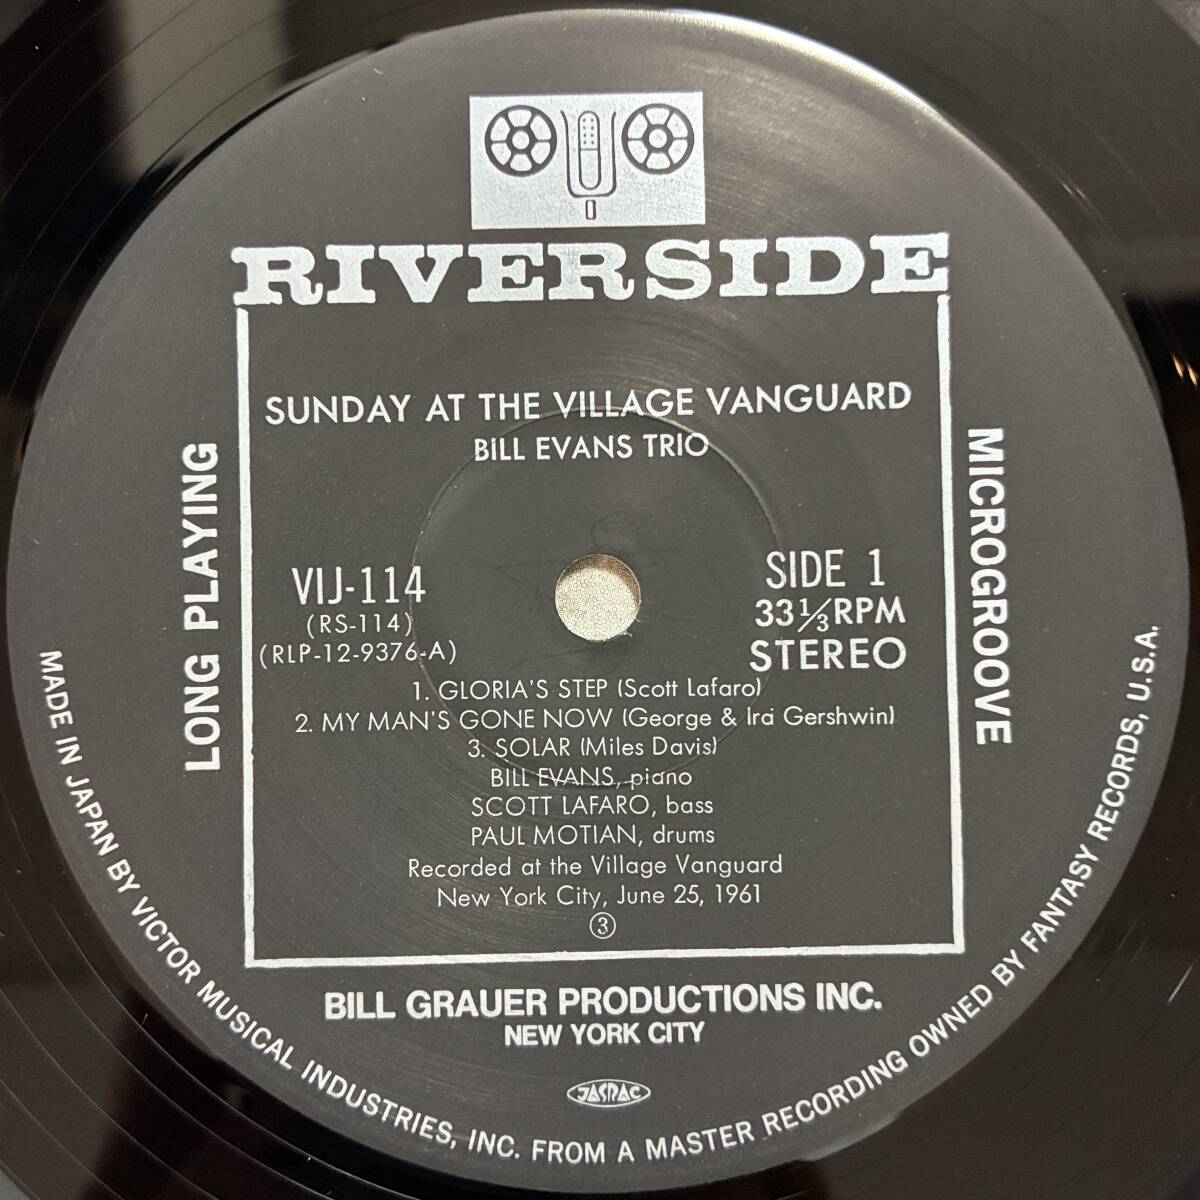 RIVERSIDE
SUNDAY AT THE VILLAGE VANGUARD
BILL EVANS TRIO
LONG PLAYING
MICROGROOVE
VIJ-114
(RS-114)
(RLP-12-9376-A)
SIDE 1
33 1/3 RPM
STEREO
1. GLORIA'S STEP (Scott Lafaro)
2. MY MAN'S GONE NOW (George & Ira Gershwin)
3. SOLAR (Miles Davis)
BILL EVANS, piano
SCOTT LAFARO, bass
PAUL MOTIAN, drums
Recorded at the Village Vanguard
New York City, June 25, 1961
③
BILL GRAUER PRODUCTIONS INC.
NEW YORK CITY
JASRAC
MADE IN JAPAN BY VICTOR MUSICAL INDUSTRIES, INC. FROM A MASTER RECORDING OWNED BY FANTASY RECORDS, U.S.A.